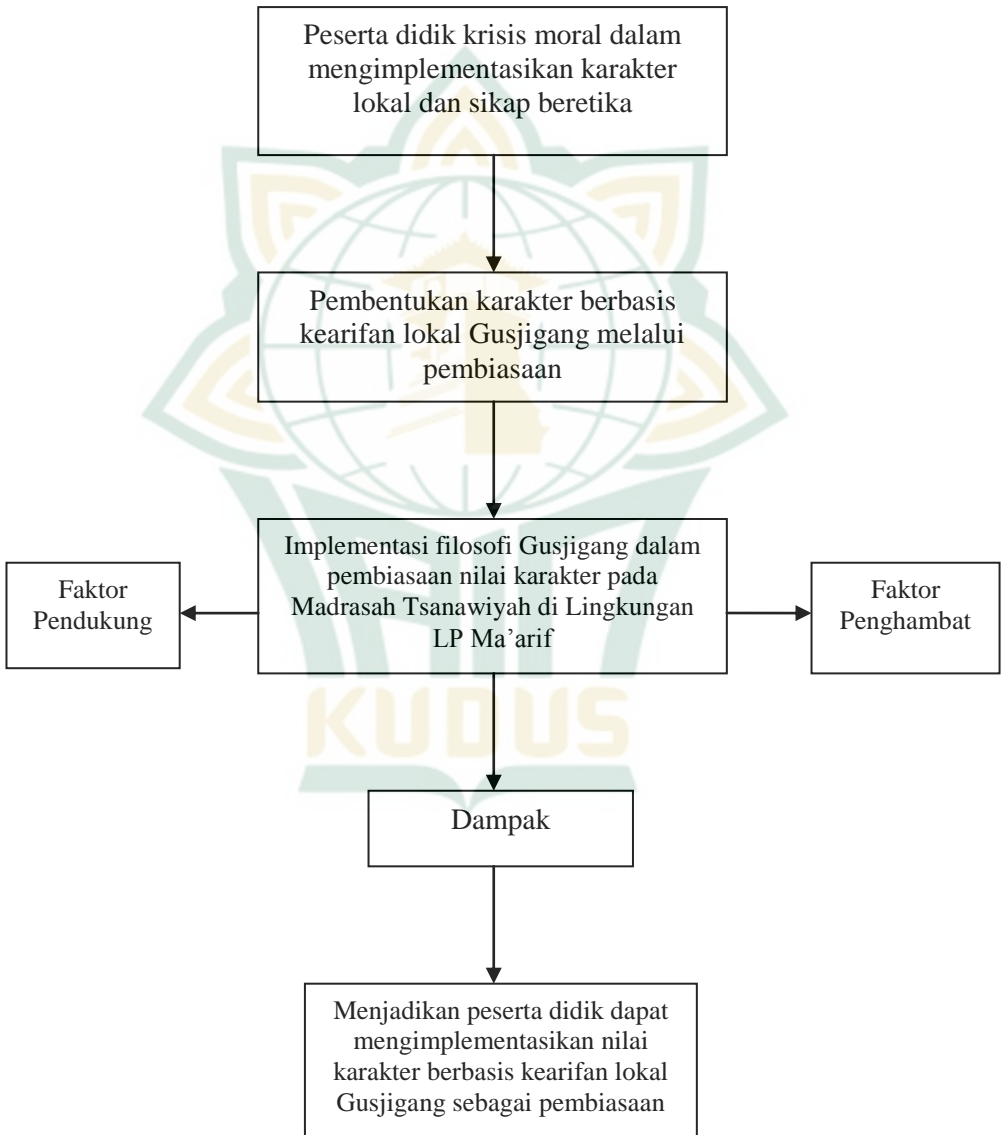 Peserta didik krisis moral dalam
mengimplementasikan karakter
lokal dan sikap beretika
Pembentukan karakter berbasis
kearifan lokal Gusjigang melalui
pembiasaan
Implementasi filosofi Gusjigang dalam
pembiasaan nilai karakter pada
Madrasah Tsanawiyah di Lingkungan
LP Ma’arif
Faktor
Pendukung
Faktor
Penghambat
KUDUS
Dampak
Menjadikan peserta didik dapat
mengimplementasikan nilai
karakter berbasis kearifan lokal
Gusjigang sebagai pembiasaan